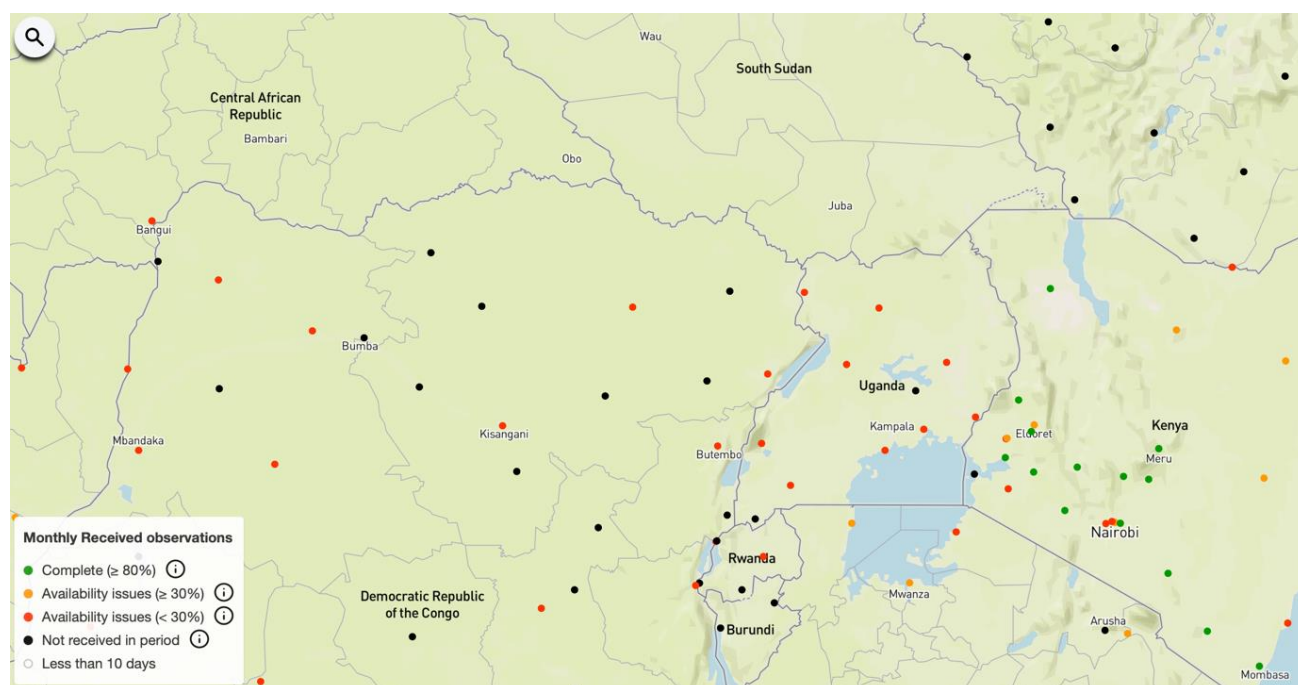 Wau
South Sudan
Central African
Republic
Bambari
Obo
Juba
Bangui
Bumba
Uganda
Kampala
Eldoret
Kenya
Meru
Mbandaka
Kisangani
Butembo
Nairobi
Rwanda
Mwanza
Democratic Republic
of the Congo
Burundi
Arusha
Mombasa
Monthly Received observations
Complete (≥ 80%) i
Availability issues (≥ 30%) i
Availability issues (< 30%) i
Not received in period i
Less than 10 days